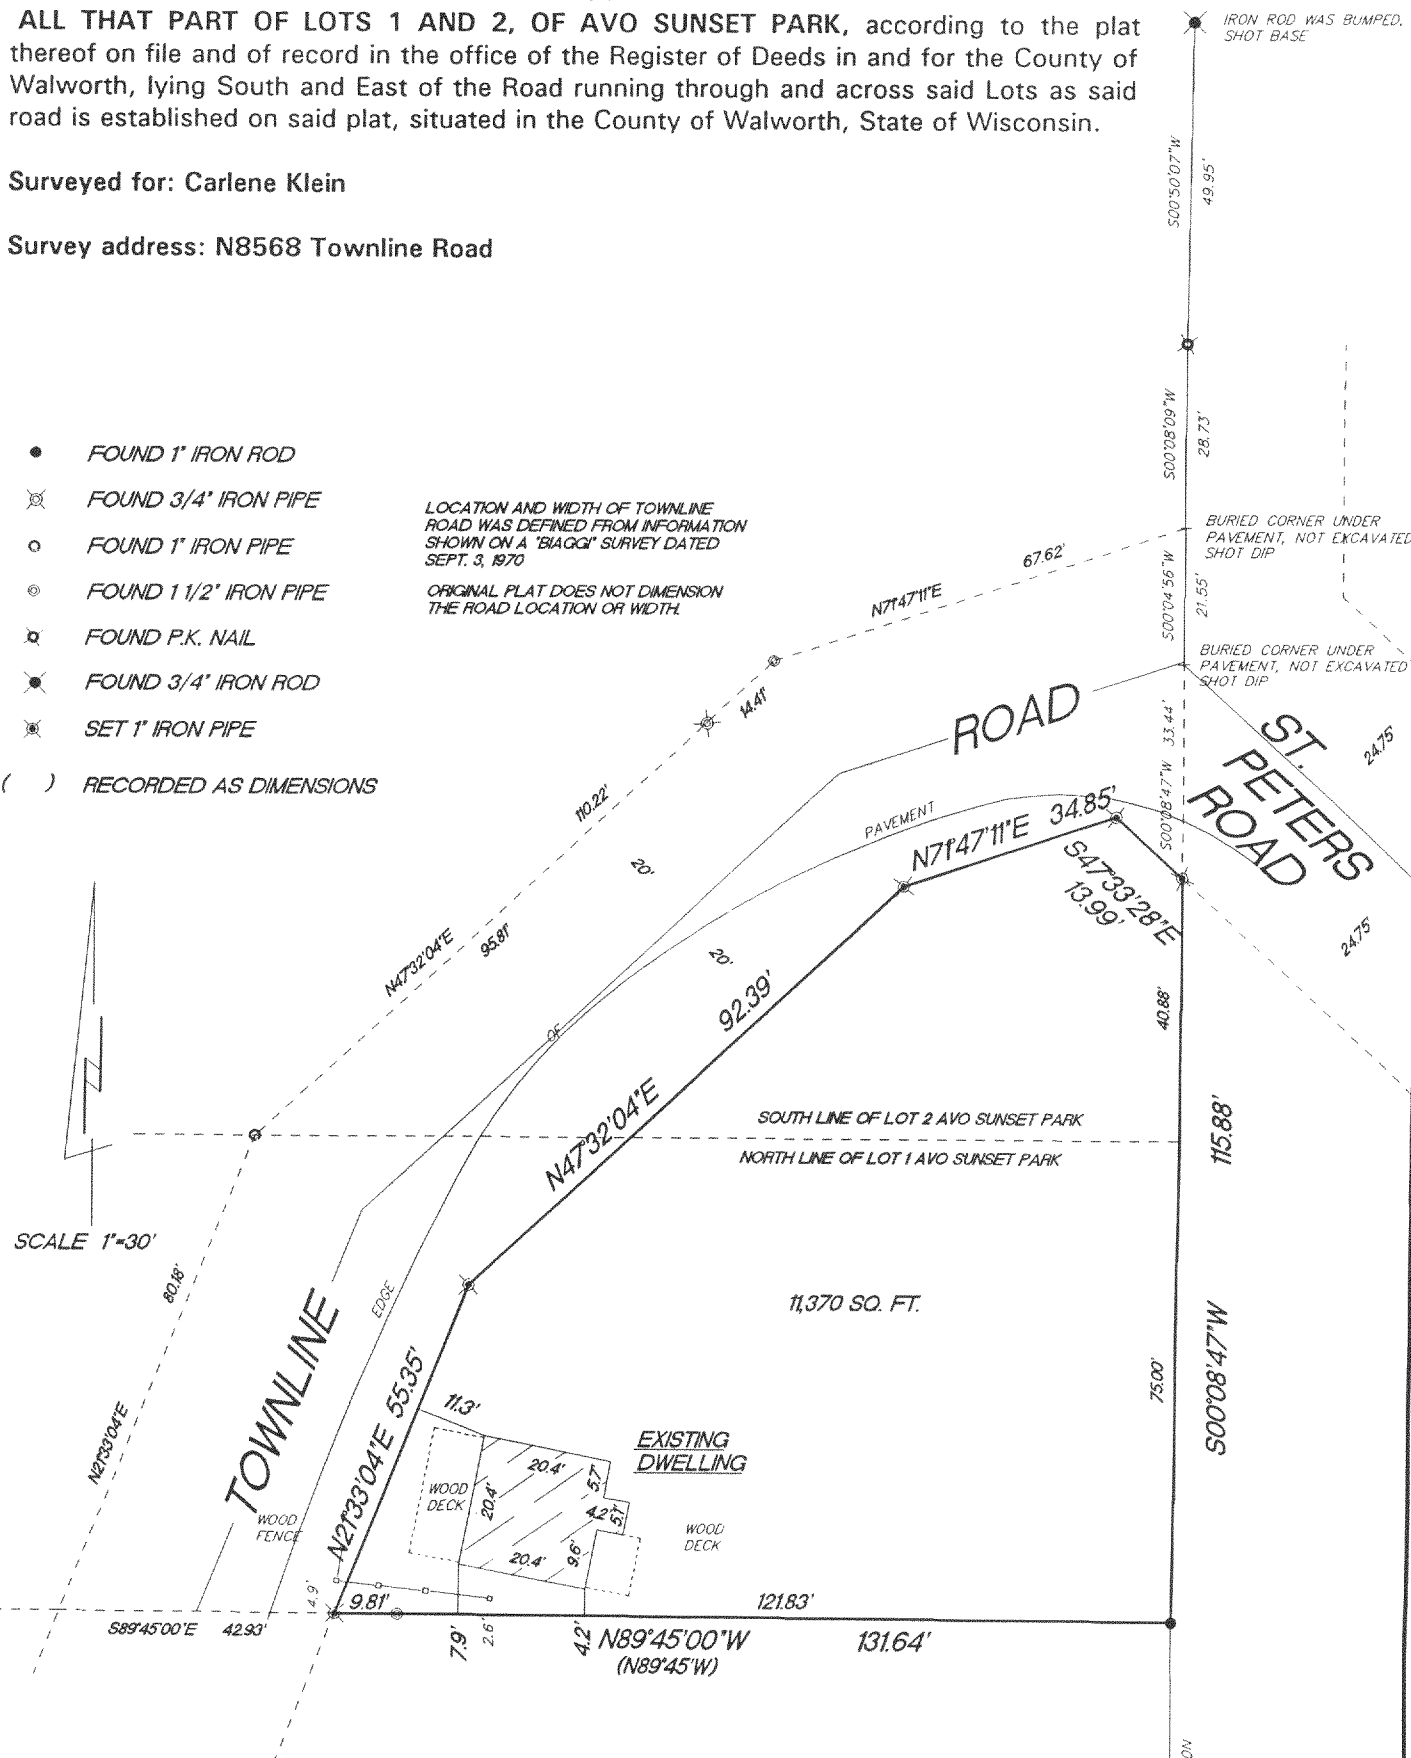 ALL THAT PART OF LOTS 1 AND 2, OF AVO SUNSET PARK, according to the plat
thereof on file and of record in the office of the Register of Deeds in and for the County of
Walworth, lying South and East of the Road running through and across said Lots as said
road is established on said plat, situated in the County of Walworth, State of Wisconsin.
Surveyed for: Carlene Klein
Survey address: N8568 Townline Road
IRON ROD WAS BUMPED,
SHOT BASE
S00°50'07"W
49.95'
FOUND 1" IRON ROD
FOUND 3/4" IRON PIPE
FOUND 1" IRON PIPE
FOUND 1 1/2" IRON PIPE
FOUND P.K. NAIL
FOUND 3/4" IRON ROD
SET 1" IRON PIPE
( ) RECORDED AS DIMENSIONS
LOCATION AND WIDTH OF TOWNLINE
ROAD WAS DEFINED FROM INFORMATION
SHOWN ON A "BIAGGI" SURVEY DATED
SEPT. 3, 1970
ORIGINAL PLAT DOES NOT DIMENSION
THE ROAD LOCATION OR WIDTH.
S00°08'09"W
28.73'
BURIED CORNER UNDER
PAVEMENT, NOT EXCAVATED
SHOT DIP
67.62'
N71°47'11"E
S00°04'56"W
21.55'
BURIED CORNER UNDER
PAVEMENT, NOT EXCAVATED
SHOT DIP
14.41'
ROAD
S00°08'47"W 33.44'
ST.
PETERS
ROAD
24.75'
24.75'
110.22'
20'
PAVEMENT
N71°47'11"E 34.85'
S47°33'28"E
13.99'
N47°32'04"E
95.81'
20'
92.39'
40.88'
OF
N47°32'04"E
SOUTH LINE OF LOT 2 AVO SUNSET PARK
NORTH LINE OF LOT 1 AVO SUNSET PARK
115.88'
SCALE 1"=30'
80.18'
EDGE
11,370 SQ. FT.
TOWNLINE
75.00'
S00°08'47"W
N21°33'04"E
N21°33'04"E 55.35'
11.3'
EXISTING
DWELLING
WOOD
DECK
20.4'
20.4'
5.7'
4.2'
5.1'
20.4'
9.6'
WOOD
DECK
WOOD
FENCE
4.9'
9.81'
121.83'
S89°45'00"E 42.93'
7.9'
2.6'
4.2'
N89°45'00"W 131.64'
(N89°45'W)
ON